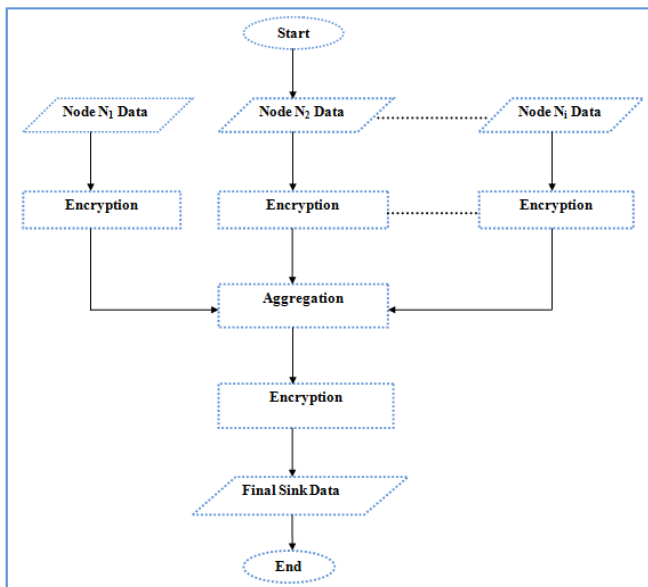 Start
Node N₁ Data
Node N₂ Data
Node Nᵢ Data
Encryption
Encryption
Encryption
Aggregation
Encryption
Final Sink Data
End